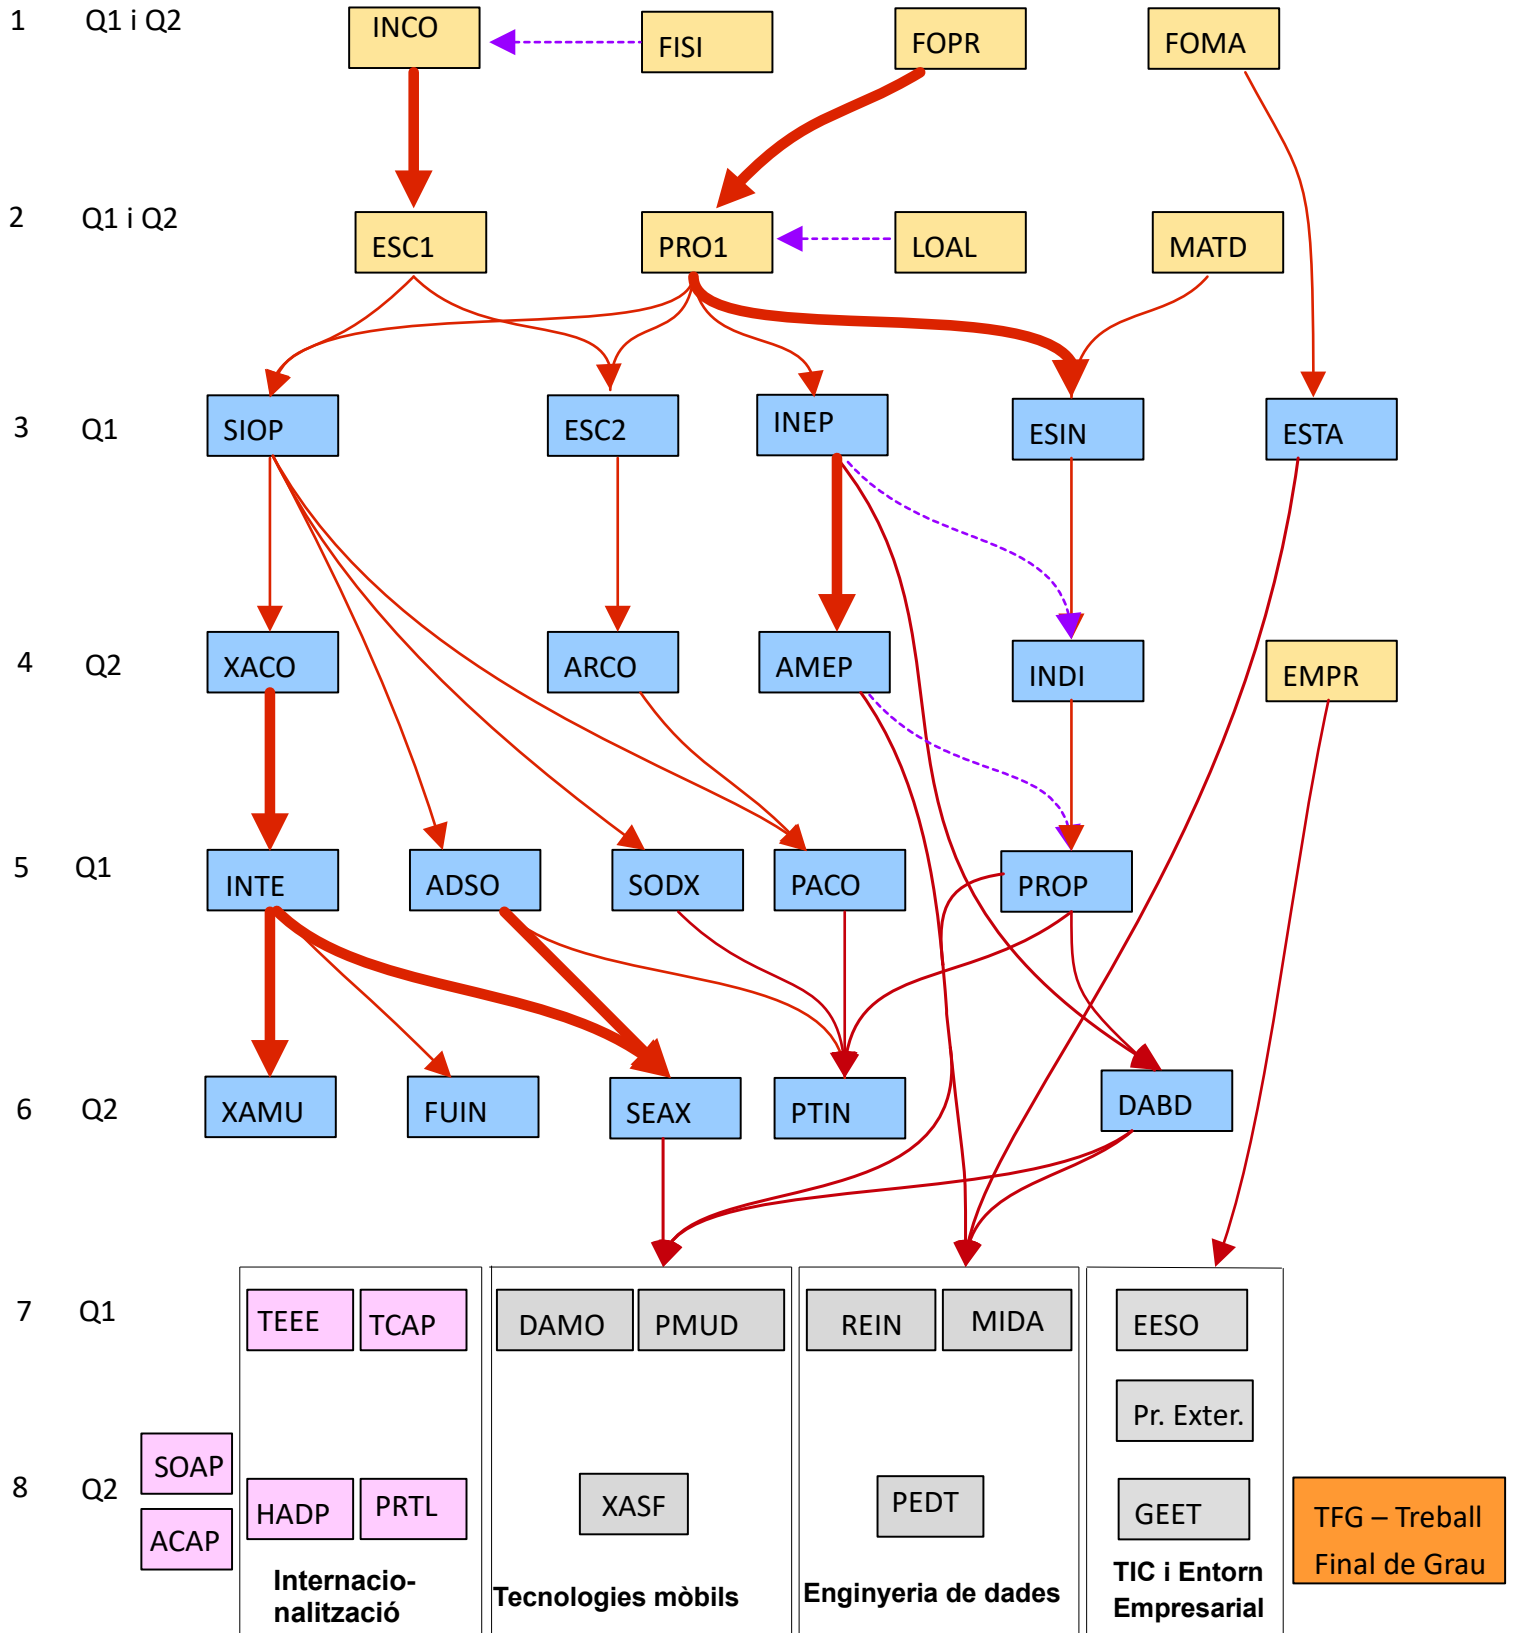 1 Q1 i Q2 INCO FISI FOPR FOMA
2 Q1 i Q2 ESC1 PRO1 LOAL MATD
3 Q1 SIOP ESC2 INEP ESIN ESTA
4 Q2 XACO ARCO AMEP INDI EMPR
5 Q1 INTE ADSO SODX PACO PROP
6 Q2 XAMU FUIN SEAX PTIN DABD
7 Q1 TEEE TCAP DAMO PMUD REIN MIDA EESO
Pr. Exter.
SOAP
8 Q2 HADP PRTL XASF PEDT GEET
ACAP
TFG – Treball
Final de Grau
Internacio-
nalització
Tecnologies mòbils
Enginyeria de dades
TIC i Entorn
Empresarial